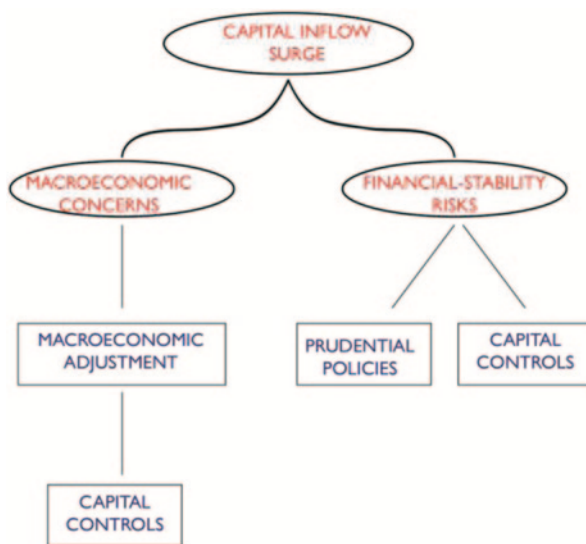 CAPITAL INFLOW
SURGE
MACROECONOMIC
CONCERNS
FINANCIAL-STABILITY
RISKS
MACROECONOMIC
ADJUSTMENT
PRUDENTIAL
POLICIES
CAPITAL
CONTROLS
CAPITAL
CONTROLS